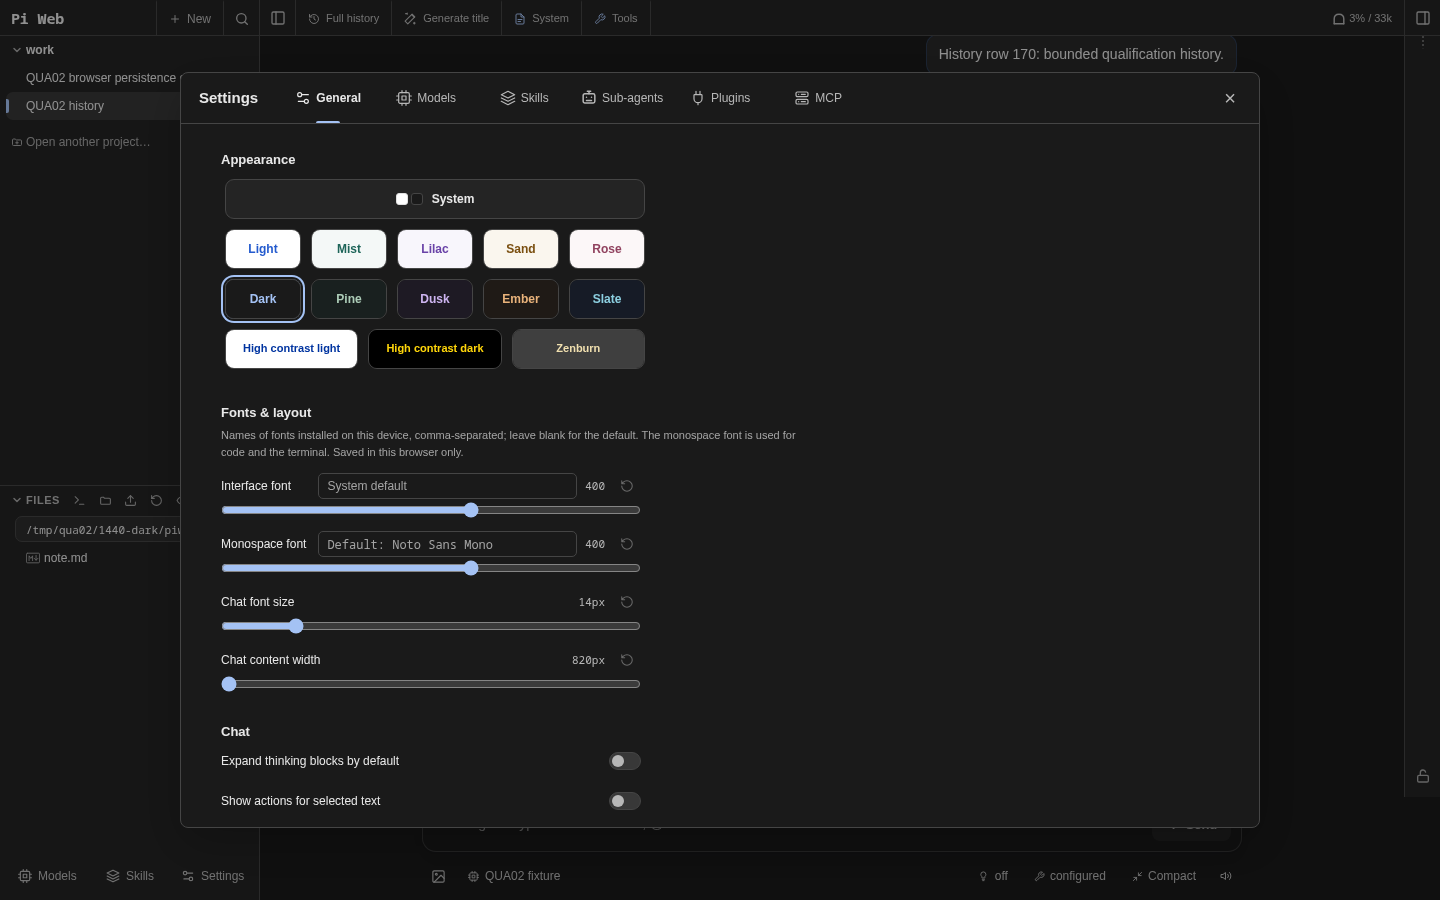 Pi Web
New
Full history
Generate title
System
Tools
3% / 33k
work
QUA02 browser persistence
QUA02 history
Open another project…
History row 170: bounded qualification history.
Settings
General
Models
Skills
Sub-agents
Plugins
MCP
Appearance
System
Light
Mist
Lilac
Sand
Rose
Dark
Pine
Dusk
Ember
Slate
High contrast light
High contrast dark
Zenburn
Fonts & layout
Names of fonts installed on this device, comma-separated; leave blank for the default. The monospace font is used for
code and the terminal. Saved in this browser only.
Interface font
System default
400
Monospace font
Default: Noto Sans Mono
400
Chat font size
14px
Chat content width
820px
Chat
Expand thinking blocks by default
Show actions for selected text
FILES
/tmp/qua02/1440-dark/piw
note.md
Models
Skills
Settings
QUA02 fixture
off
configured
Compact